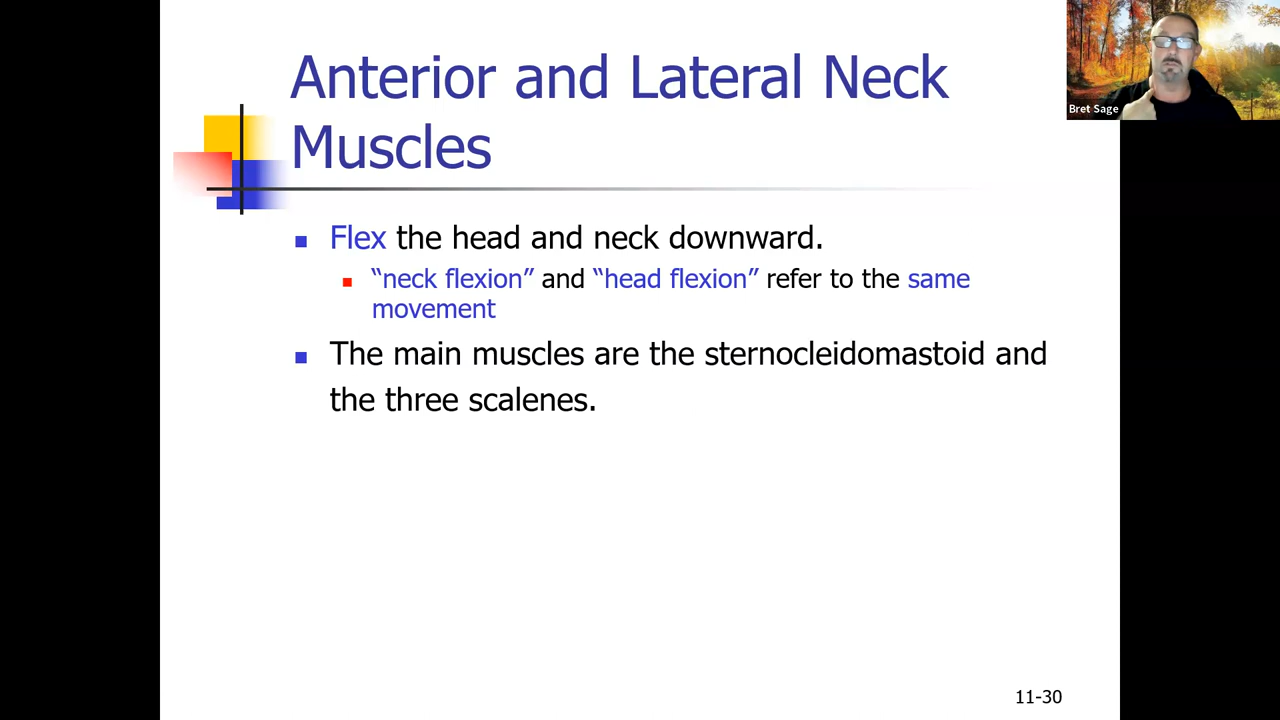 Anterior and Lateral Neck
Muscles
Bret Sage
Flex the head and neck downward.
“neck flexion” and “head flexion” refer to the same
movement
The main muscles are the sternocleidomastoid and
the three scalenes.
11-30